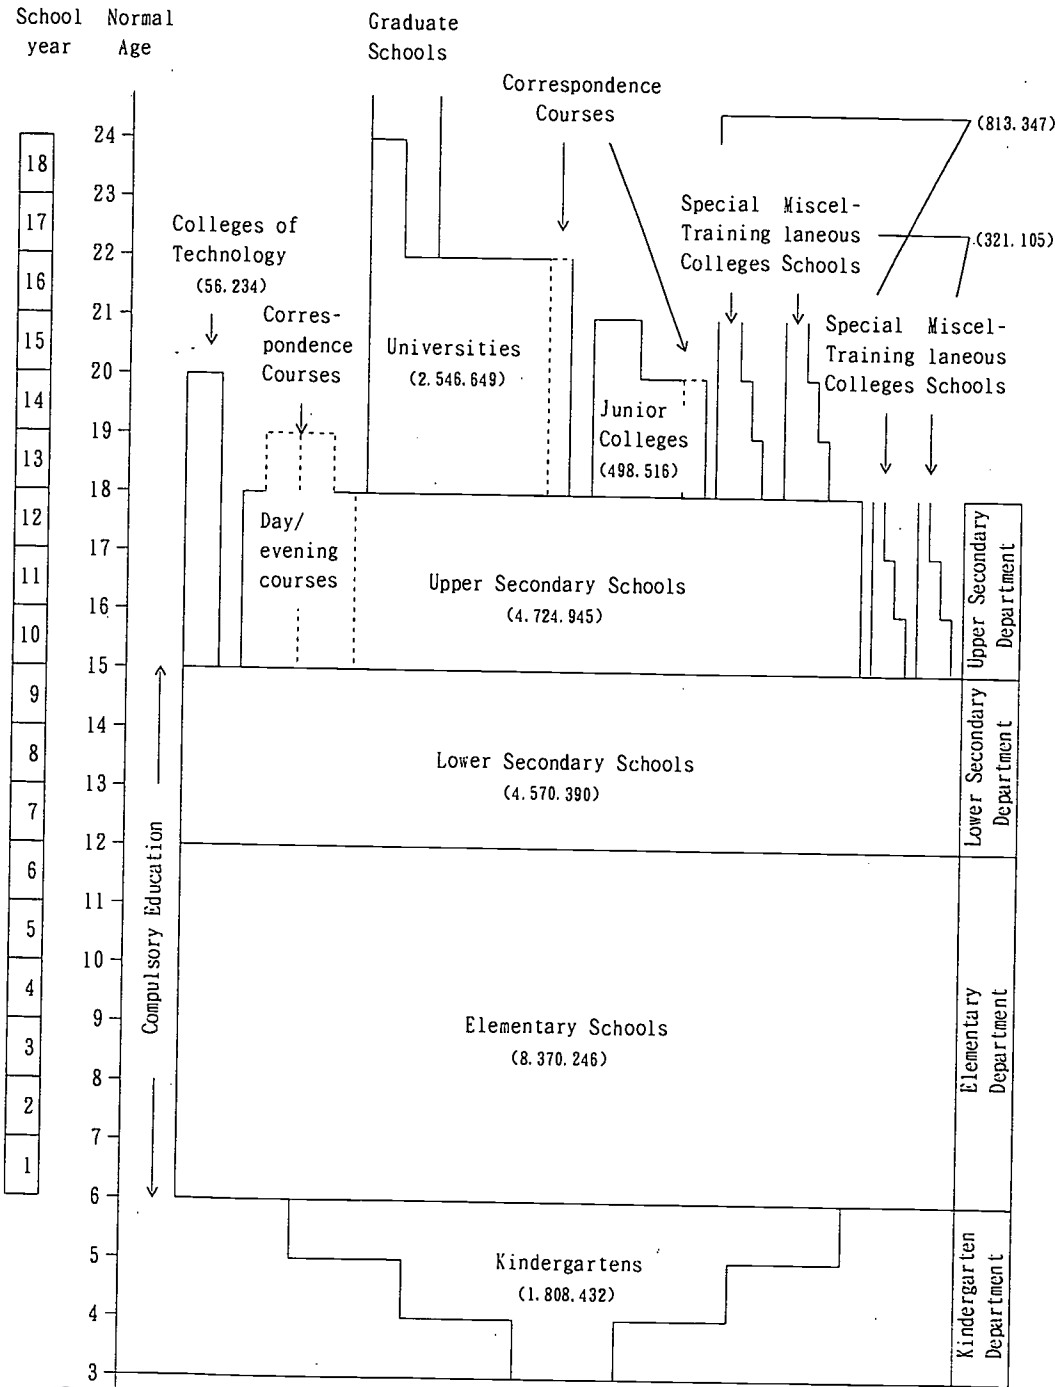 School year
Normal Age
Graduate
Schools
Correspondence
Courses
(813.347)
Special Training Colleges
Miscel-laneous Schools
(321.105)
Colleges of
Technology
(56.234)
Corres-
pondence
Courses
Universities
(2.546.649)
Junior
Colleges
(498.516)
Special Training Colleges
Miscel-laneous Schools
Day/
evening
courses
Upper Secondary Schools
(4.724.945)
Upper Secondary
Department
Lower Secondary Schools
(4.570.390)
Lower Secondary
Department
Compulsory Education
Elementary Schools
(8.370.246)
Elementary
Department
Kindergartens
(1.808.432)
Kindergarten
Department
18
17
16
15
14
13
12
11
10
9
8
7
6
5
4
3
2
1
24
23
22
21
20
19
18
17
16
15
14
13
12
11
10
9
8
7
6
5
4
3